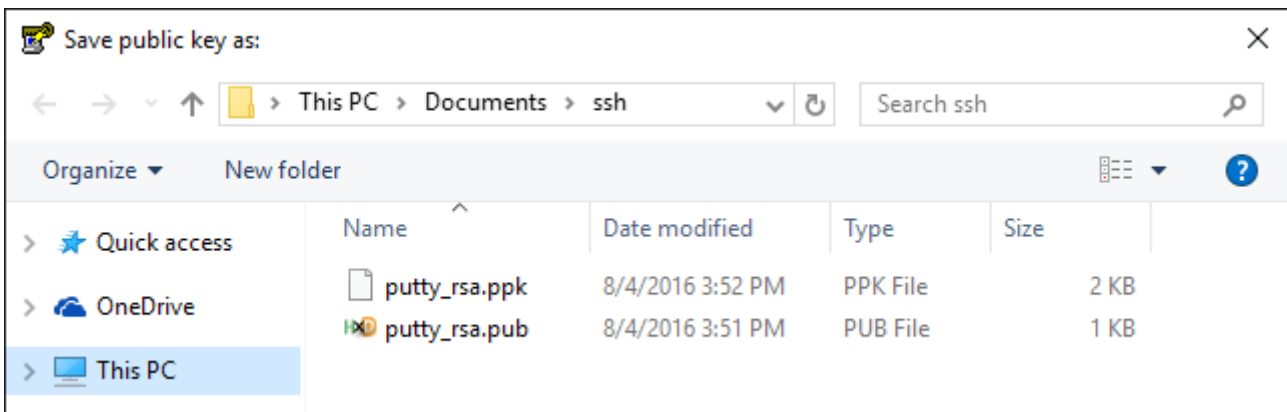 Save public key as:
This PC > Documents > ssh
Search ssh
Organize
New folder
?
Quick access
OneDrive
This PC
Name Date modified Type Size
putty_rsa.ppk 8/4/2016 3:52 PM PPK File 2 KB
putty_rsa.pub 8/4/2016 3:51 PM PUB File 1 KB